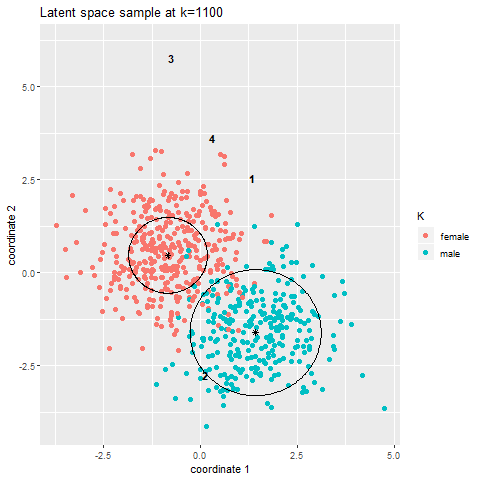 Latent space sample at k=1100
3
4
1
2
5.0
2.5
0.0
-2.5
-2.5
0.0
2.5
5.0
coordinate 1
coordinate 2
K
female
male